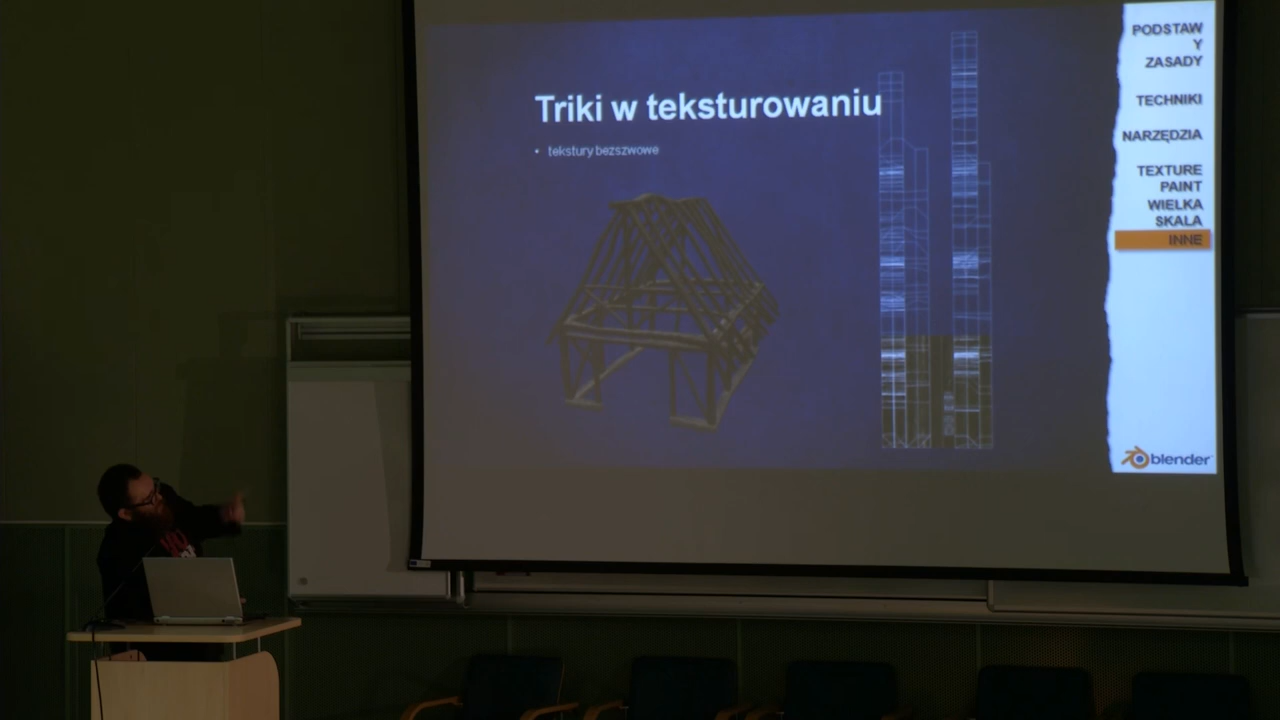 Triki w teksturowaniu
• tekstury bezszwowe
PODSTAW
Y
ZASADY
TECHNIKI
NARZĘDZIA
TEXTURE
PAINT
WIELKA
SKALA
INNE
blender